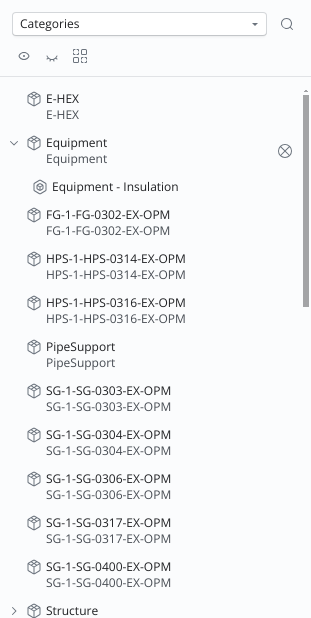 Categories
E-HEX
E-HEX
Equipment
Equipment
Equipment - Insulation
FG-1-FG-0302-EX-OPM
FG-1-FG-0302-EX-OPM
HPS-1-HPS-0314-EX-OPM
HPS-1-HPS-0314-EX-OPM
HPS-1-HPS-0316-EX-OPM
HPS-1-HPS-0316-EX-OPM
PipeSupport
PipeSupport
SG-1-SG-0303-EX-OPM
SG-1-SG-0303-EX-OPM
SG-1-SG-0304-EX-OPM
SG-1-SG-0304-EX-OPM
SG-1-SG-0306-EX-OPM
SG-1-SG-0306-EX-OPM
SG-1-SG-0317-EX-OPM
SG-1-SG-0317-EX-OPM
SG-1-SG-0400-EX-OPM
SG-1-SG-0400-EX-OPM
Structure